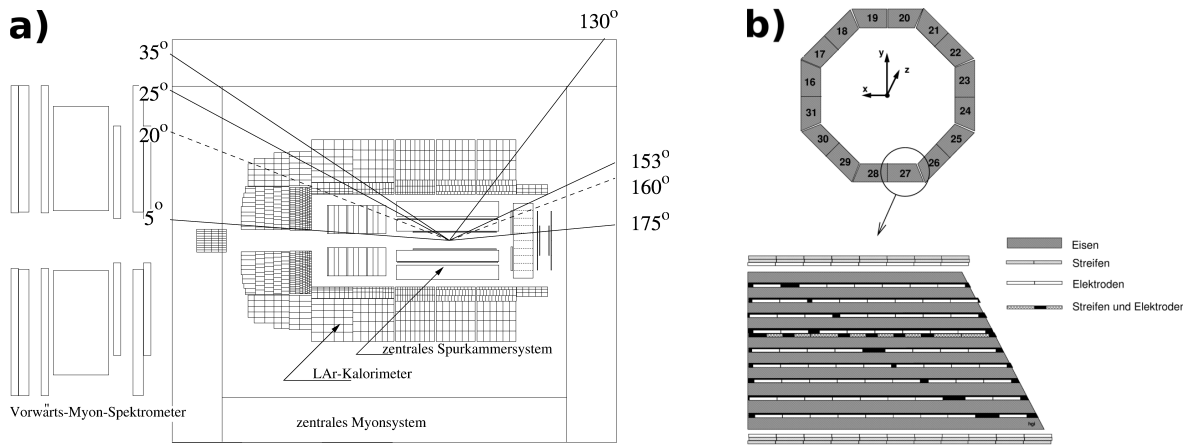 a)
130°
35°
25°
20°
5°
153°
160°
175°
zentrales Spurkammersystem
LAr-Kalorimeter
Vorwärts-Myon-Spektrometer
zentrales Myonsystem
b)
19 20
18 21
17 22
16 23
31 24
30 25
29 26
28 27
y
z
x
Eisen
Streifen
Elektroden
Streifen und Elektroden
hgi